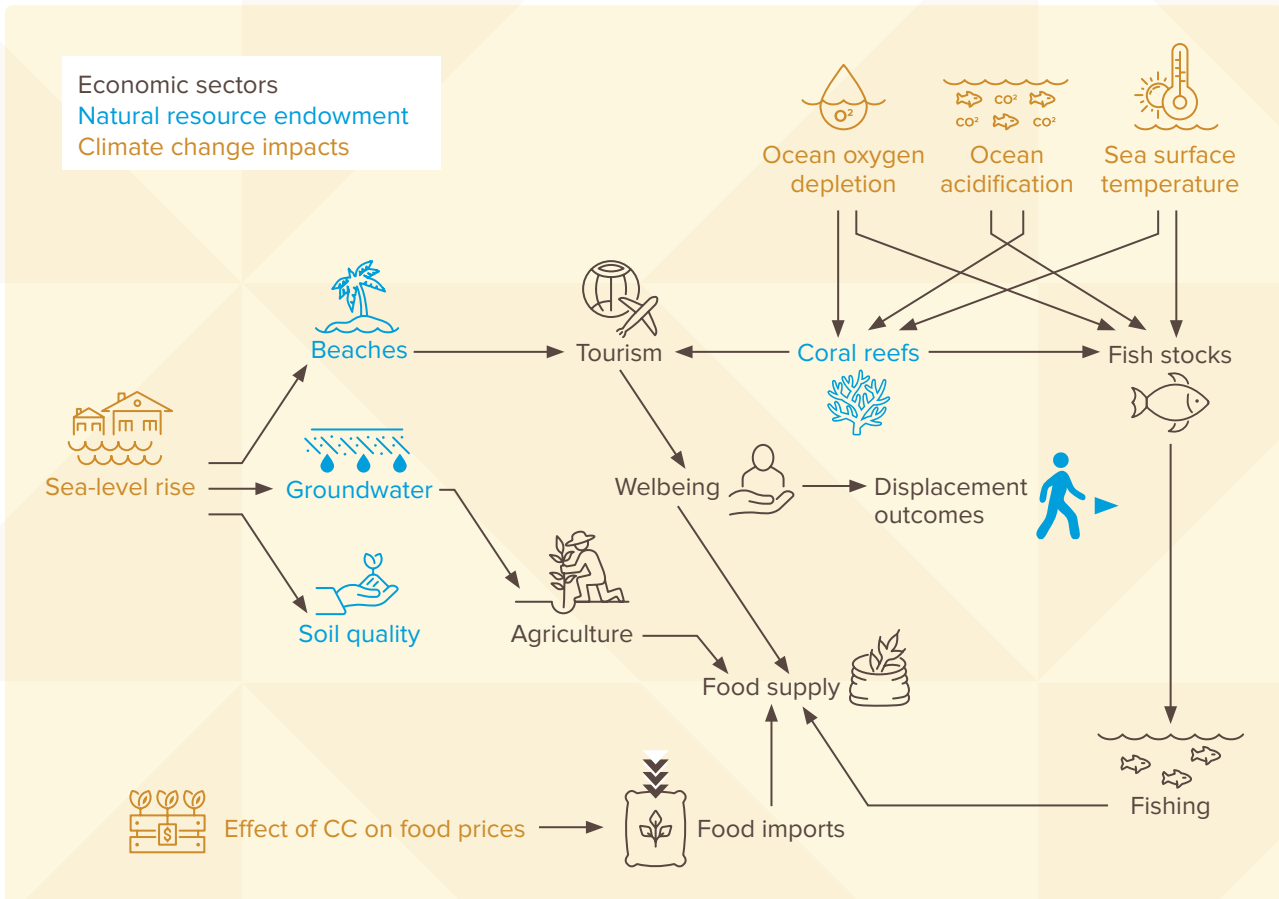 Economic sectors
Natural resource endowment
Climate change impacts
O²
CO²
CO²
CO²
Ocean oxygen
depletion
Ocean
acidification
Sea surface
temperature
Beaches
Tourism
Coral reefs
Fish stocks
Sea-level rise
Groundwater
Welbeing
Displacement
outcomes
Soil quality
Agriculture
Food supply
$
Effect of CC on food prices
Food imports
Fishing